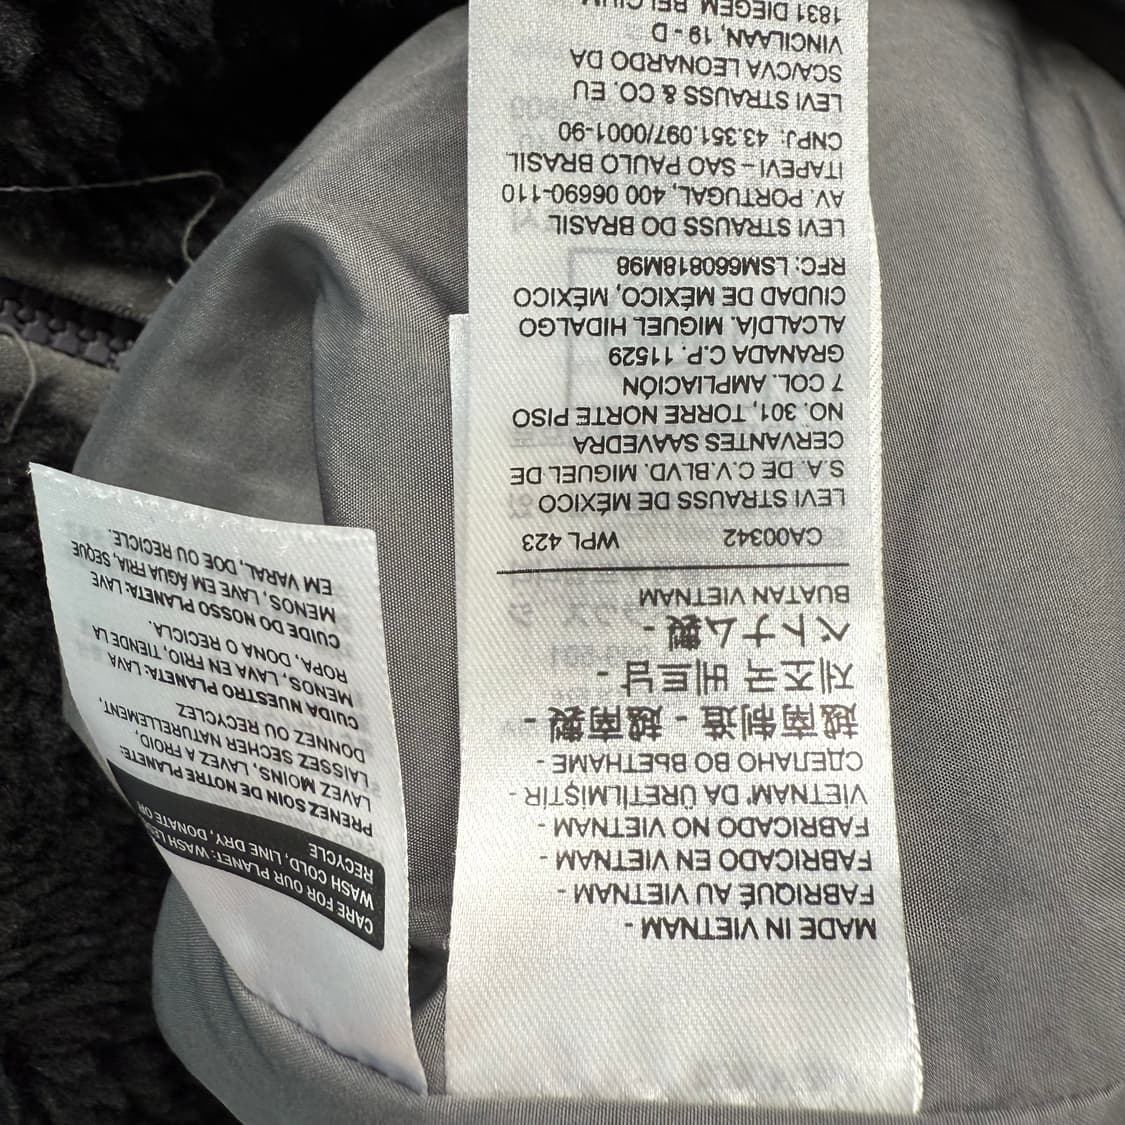 MADE IN VIETNAM -
FABRIQUÉ AU VIETNAM -
FABRICADO EN VIETNAM -
FABRICADO NO VIETNAM -
VIETNAM' DA ÜRETİLMİŞTİR -
СДЕЛАНО ВО ВЬЕТНАМЕ -
越南制造 - 越南製 -
제조국 베트남 -
ベトナム製 -
BUATAN VIETNAM
CA00342 WPL 423
LEVI STRAUSS DE MÉXICO
S.A. DE C.V.BLVD. MIGUEL DE
CERVANTES SAAVEDRA
NO. 301, TORRE NORTE PISO
7 COL. AMPLIACIÓN
GRANADA C.P. 11529
ALCALDÍA. MIGUEL HIDALGO
CIUDAD DE MÉXICO, MÉXICO
RFC: LSM660818M98
LEVI STRAUSS DO BRASIL
AV. PORTUGAL, 400 06690-110
ITAPEVI – SAO PAULO BRASIL
CNPJ: 43.351.097/0001-90
LEVI STRAUSS & CO. EU
SCA/CVA LEONARDO DA
VINCILAAN, 19 - D
1831 DIEGEM BELGIUM
CARE FOR OUR PLANET: WASH
WASH COLD, LINE DRY, DONATE OR
RECYCLE
PRENEZ SOIN DE NOTRE PLANETE:
LAVEZ MOINS, LAVEZ A FROID,
LAISSEZ SECHER NATURELLEMENT,
DONNEZ OU RECYCLEZ
CUIDA NUESTRO PLANETA: LAVA
MENOS, LAVA EN FRIO, TIENDE LA
ROPA, DONA O RECICLA.
CUIDE DO NOSSO PLANETA: LAVE
MENOS, LAVE EM ÁGUA FRIA, SEQUE
EM VARAL, DOE OU RECICLE.